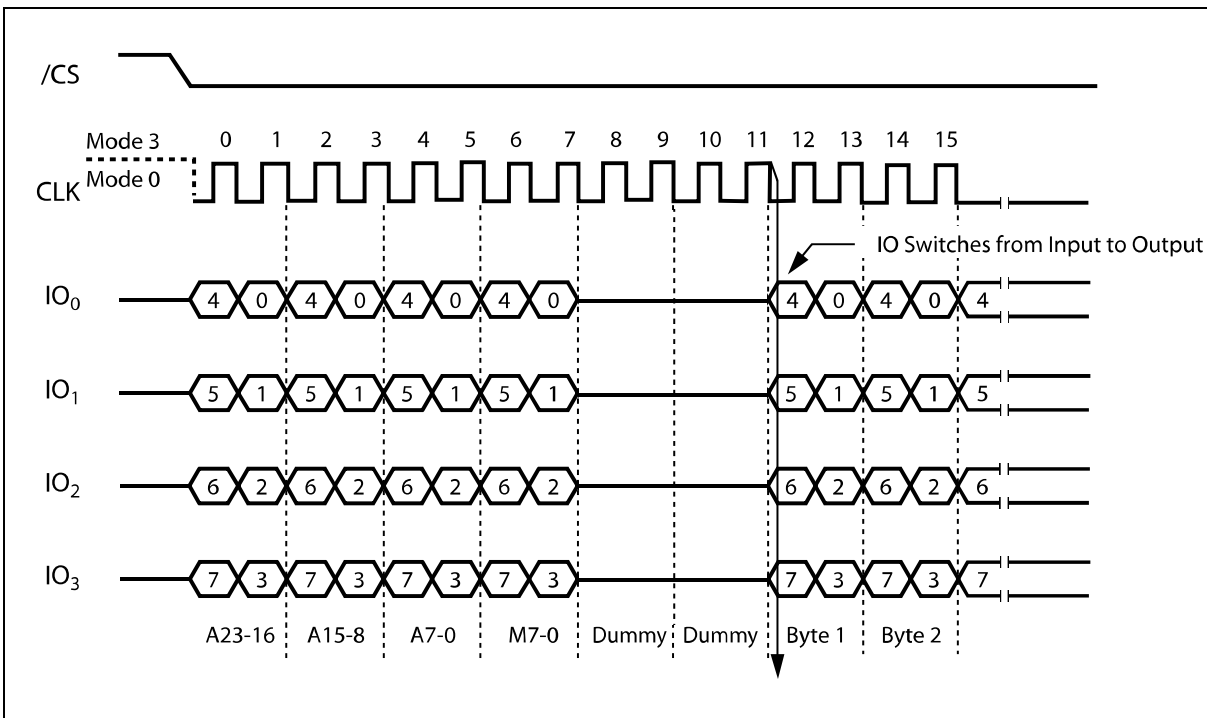 /CS
Mode 3
0 1 2 3 4 5 6 7 8 9 10 11 12 13 14 15
Mode 0
CLK
IO Switches from Input to Output
IO0 4 0 4 0 4 0 4 0 4 0 4 0 4
IO1 5 1 5 1 5 1 5 1 5 1 5 1 5
IO2 6 2 6 2 6 2 6 2 6 2 6 2 6
IO3 7 3 7 3 7 3 7 3 7 3 7 3 7
A23-16 A15-8 A7-0 M7-0 Dummy Dummy Byte 1 Byte 2